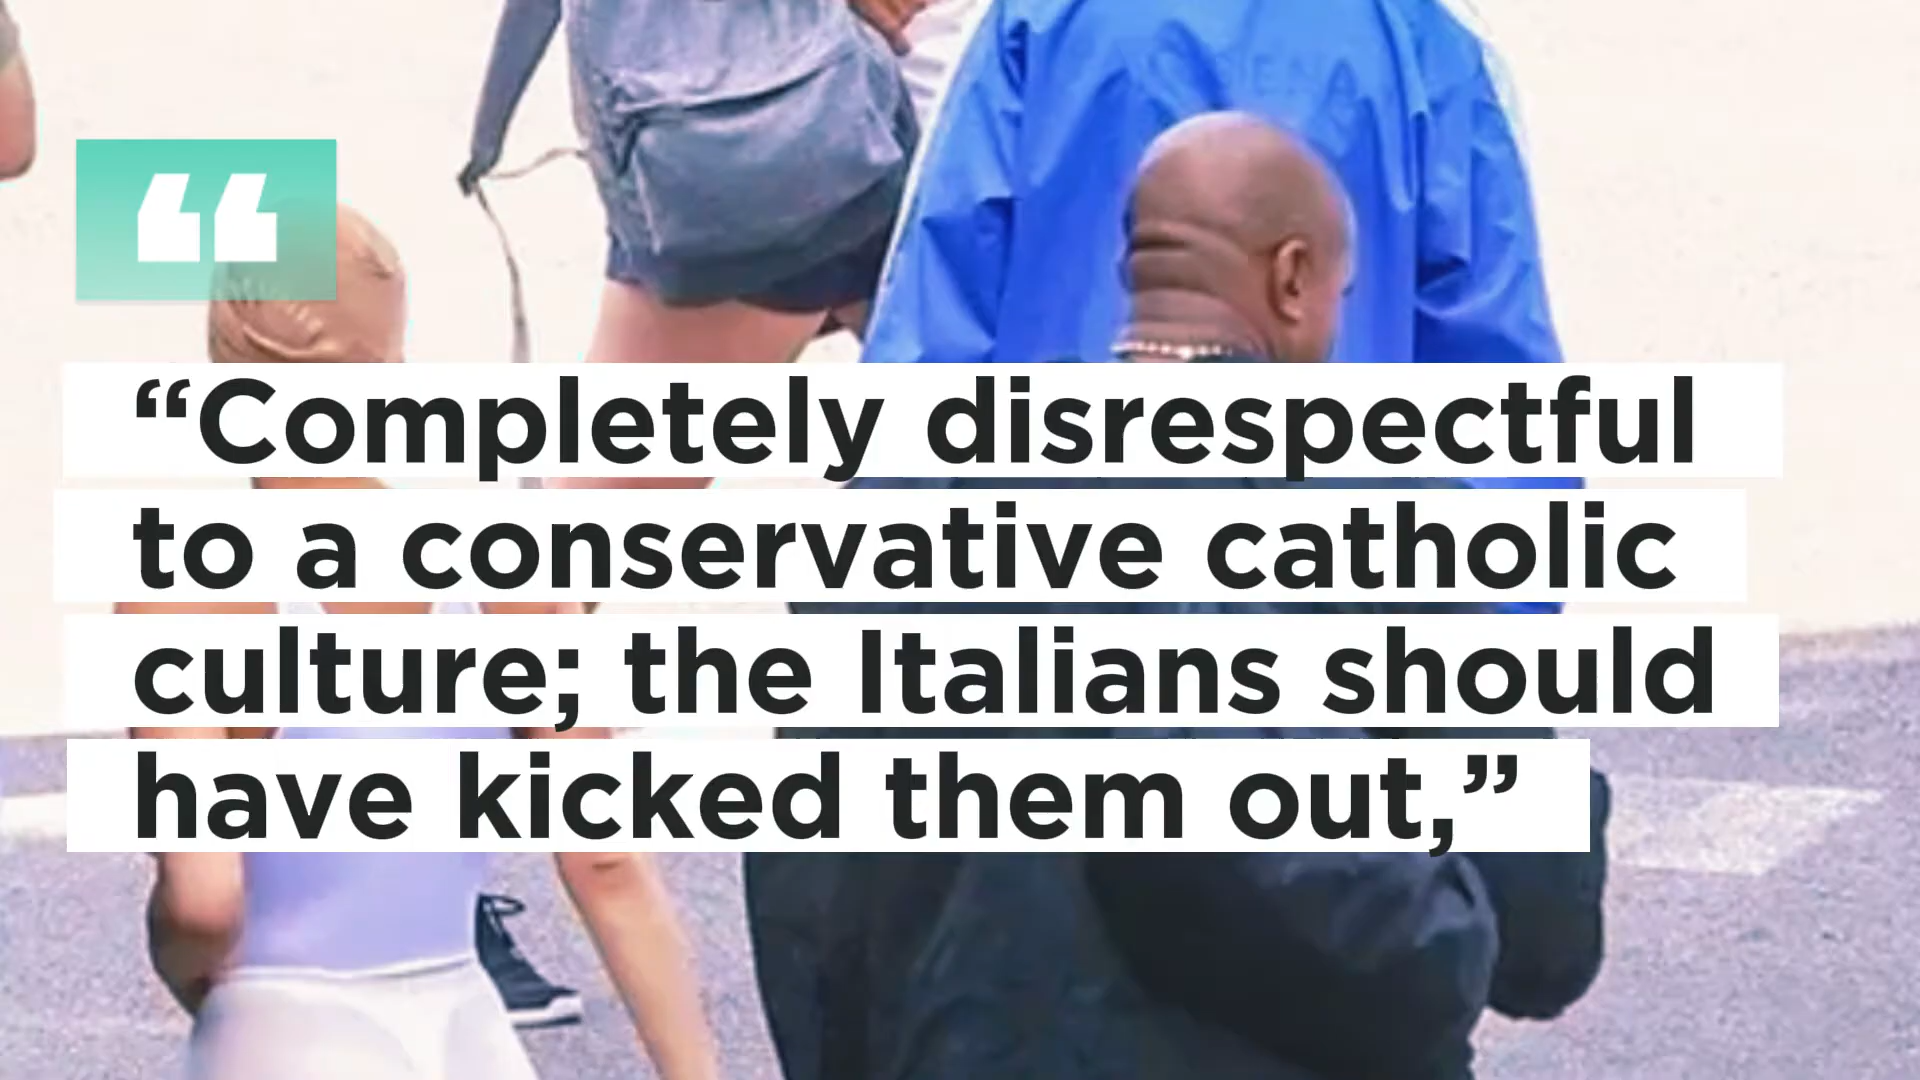 “Completely disrespectful
to a conservative catholic
culture; the Italians should
have kicked them out,”